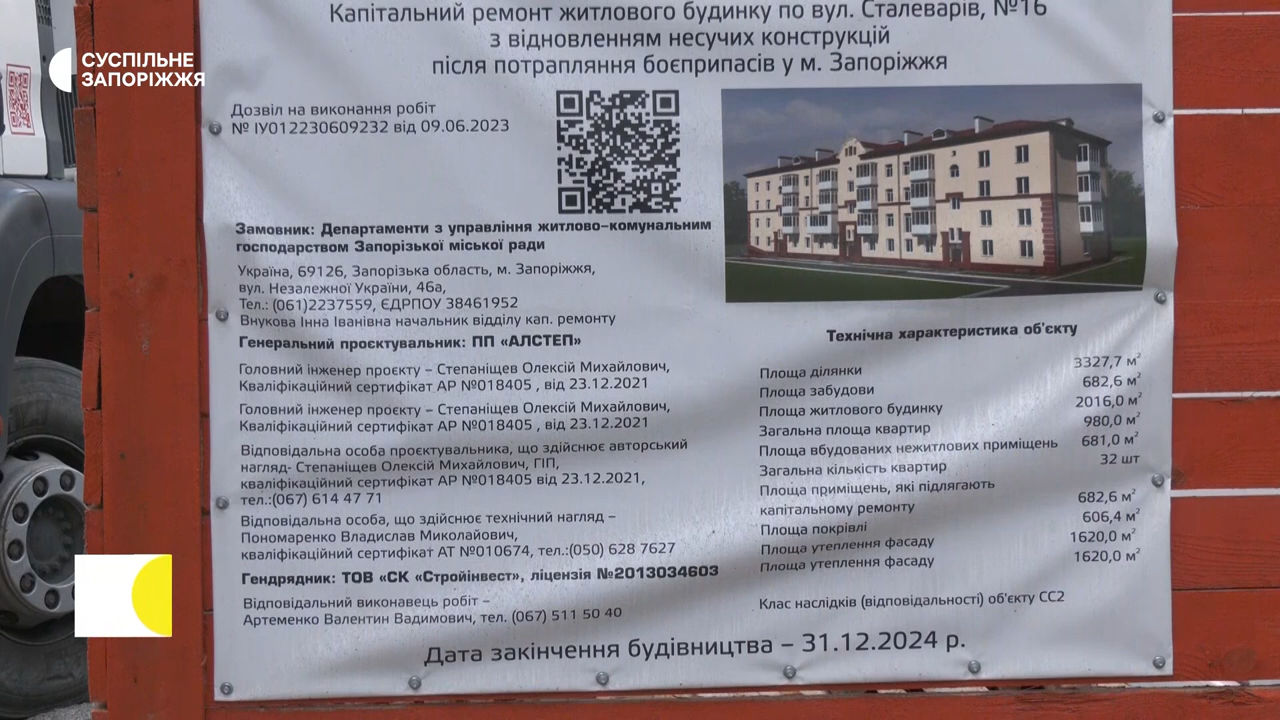 СУСПІЛЬНЕ
ЗАПОРІЖЖЯ
Капітальний ремонт житлового будинку по вул. Сталеварів, №16
з відновленням несучих конструкцій
після потрапляння боєприпасів у м. Запоріжжя
Дозвіл на виконання робіт
№ ІУ012230609232 від 09.06.2023
Замовник: Департаменти з управління житлово-комунальним
господарством Запорізької міської ради
Україна, 69126, Запорізька область, м. Запоріжжя,
вул. Незалежної України, 46а,
Тел.: (061)2237559, ЄДРПОУ 38461952
Внукова Інна Іванівна начальник відділу кап. ремонту
Генеральний проєктувальник: ПП «АЛСТЕП»
Головний інженер проєкту – Степаніщев Олексій Михайлович,
Кваліфікаційний сертифікат АР №018405 , від 23.12.2021
Головний інженер проєкту – Степаніщев Олексій Михайлович,
Кваліфікаційний сертифікат АР №018405 , від 23.12.2021
Відповідальна особа проєктувальника, що здійснює авторський
нагляд- Степаніщев Олексій Михайлович, ГІП,
кваліфікаційний сертифікат АР №018405 від 23.12.2021,
тел.:(067) 614 47 71
Відповідальна особа, що здійснює технічний нагляд –
Пономаренко Владислав Миколайович,
кваліфікаційний сертифікат АТ №010674, тел.:(050) 628 7627
Гендрядник: ТОВ «СК «Стройінвест», ліцензія №2013034603
Відповідальний виконавець робіт –
Артеменко Валентин Вадимович, тел. (067) 511 50 40
Технічна характеристика об'єкту
Площа ділянки 3327,7 м²
Площа забудови 682,6 м²
Площа житлового будинку 2016,0 м²
Загальна площа квартир 980,0 м²
Площа вбудованих нежитлових приміщень 681,0 м²
Загальна кількість квартир 32 шт
Площа приміщень, які підлягають
капітальному ремонту 682,6 м²
Площа покрівлі 606,4 м²
Площа утеплення фасаду 1620,0 м²
Площа утеплення фасаду 1620,0 м²
Клас наслідків (відповідальності) об'єкту СС2
Дата закінчення будівництва – 31.12.2024 р.